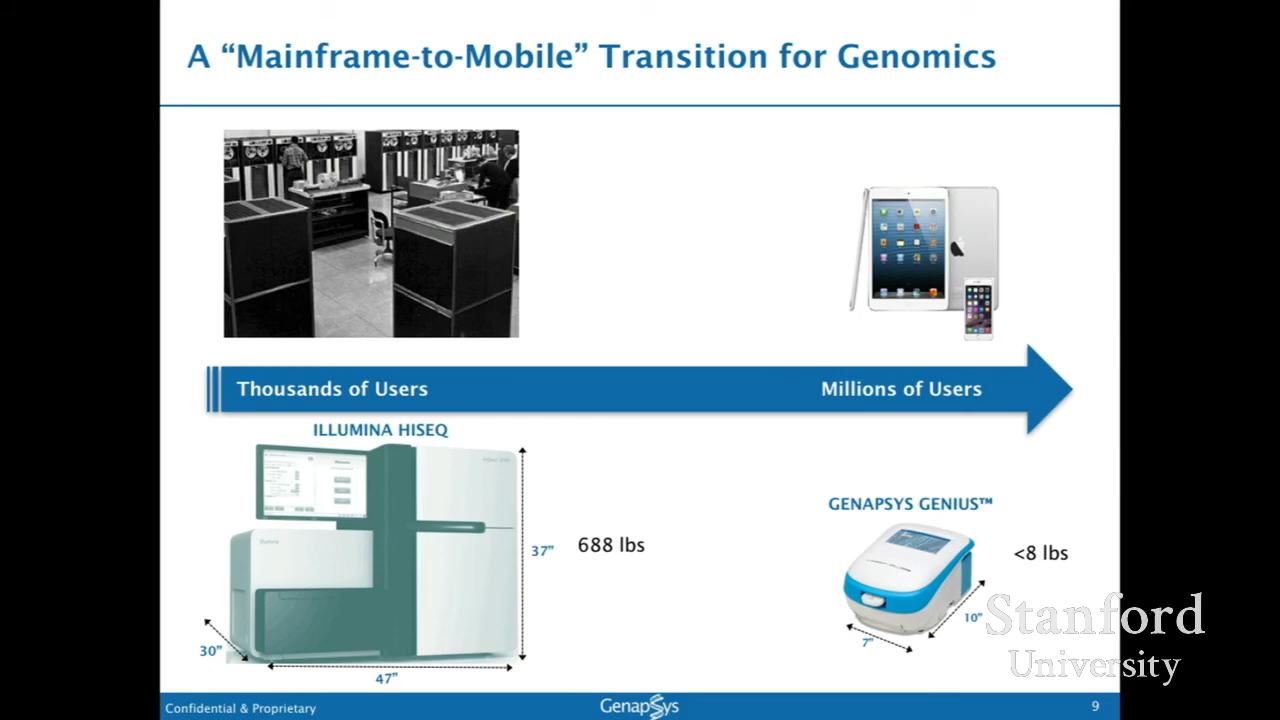 A “Mainframe-to-Mobile” Transition for Genomics
Thousands of Users
Millions of Users
ILLUMINA HISEQ
37”
688 lbs
30”
47”
GENAPSYS GENIUS™
<8 lbs
10”
7”
Stanford
University
Confidential & Proprietary
GenapSys
9